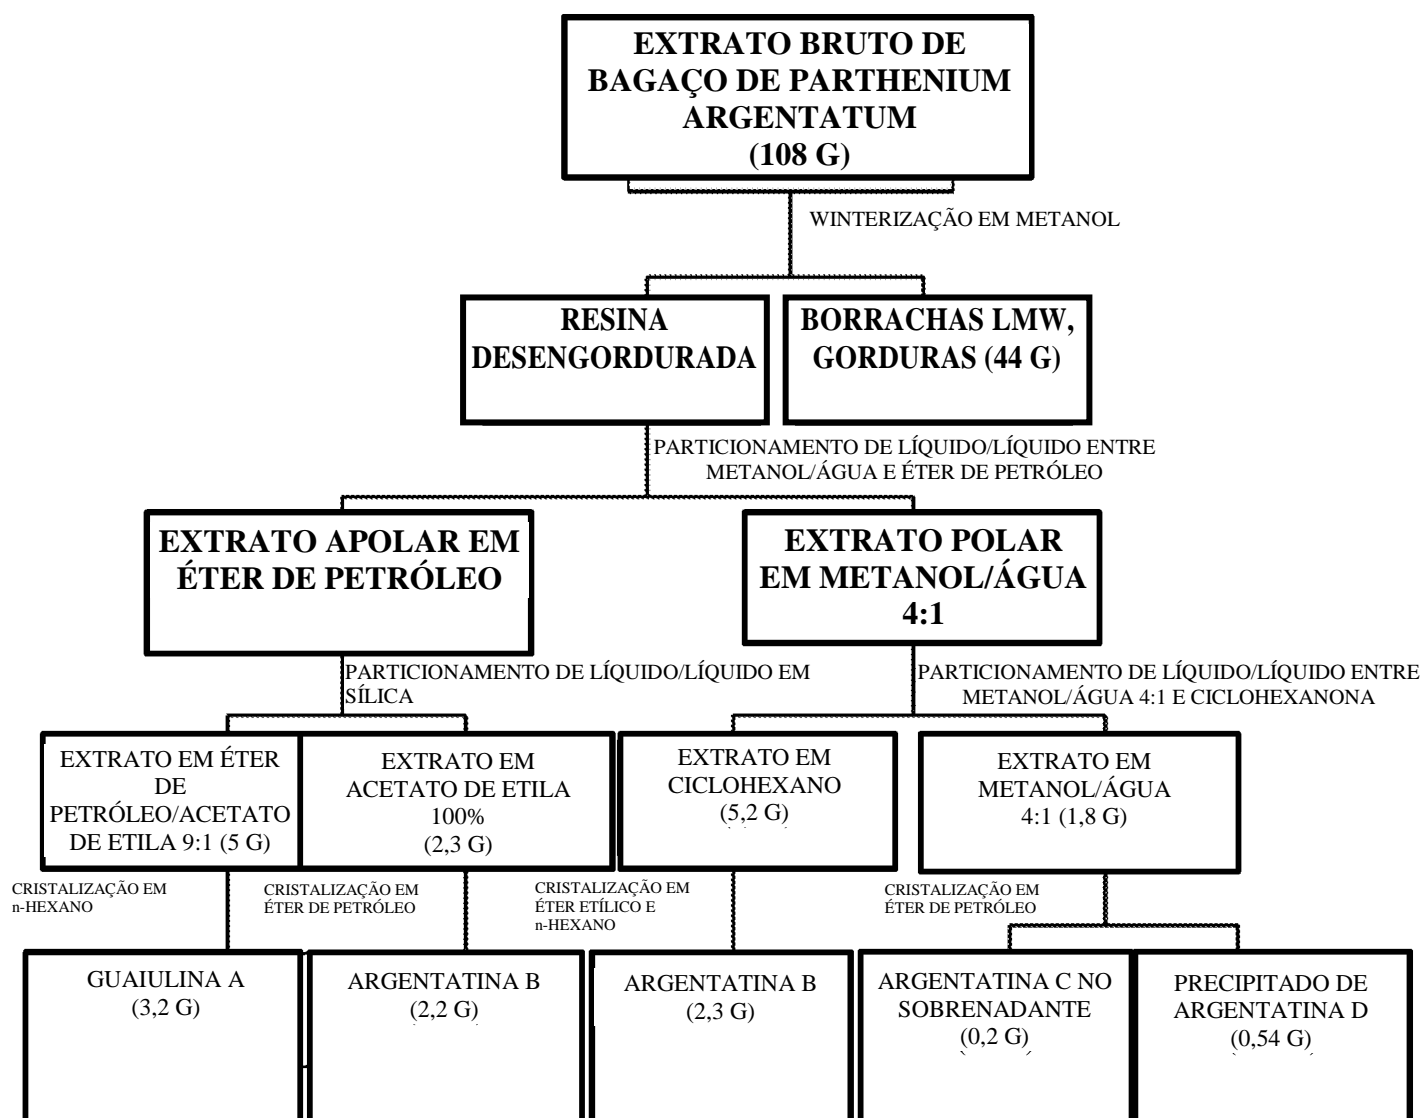 EXTRATO BRUTO DE
BAGAÇO DE PARTHENIUM
ARGENTATUM
(108 G)
WINTERIZAÇÃO EM METANOL
RESINA
DESENGORDURADA
BORRACHAS LMW,
GORDURAS (44 G)
PARTICIONAMENTO DE LÍQUIDO/LÍQUIDO ENTRE
METANOL/ÁGUA E ÉTER DE PETRÓLEO
EXTRATO APOLAR EM
ÉTER DE PETRÓLEO
EXTRATO POLAR
EM METANOL/ÁGUA
4:1
PARTICIONAMENTO DE LÍQUIDO/LÍQUIDO EM
SÍLICA
PARTICIONAMENTO DE LÍQUIDO/LÍQUIDO ENTRE
METANOL/ÁGUA 4:1 E CICLOHEXANONA
EXTRATO EM ÉTER
DE
PETRÓLEO/ACETATO
DE ETILA 9:1 (5 G)
EXTRATO EM
ACETATO DE ETILA
100%
(2,3 G)
EXTRATO EM
CICLOHEXANO
(5,2 G)
EXTRATO EM
METANOL/ÁGUA
4:1 (1,8 G)
CRISTALIZAÇÃO EM
n-HEXANO
CRISTALIZAÇÃO EM
ÉTER DE PETRÓLEO
CRISTALIZAÇÃO EM
ÉTER ETÍLICO E
n-HEXANO
CRISTALIZAÇÃO EM
ÉTER DE PETRÓLEO
GUAIULINA A
(3,2 G)
ARGENTATINA B
(2,2 G)
ARGENTATINA B
(2,3 G)
ARGENTATINA C NO
SOBRENADANTE
(0,2 G)
PRECIPITADO DE
ARGENTATINA D
(0,54 G)